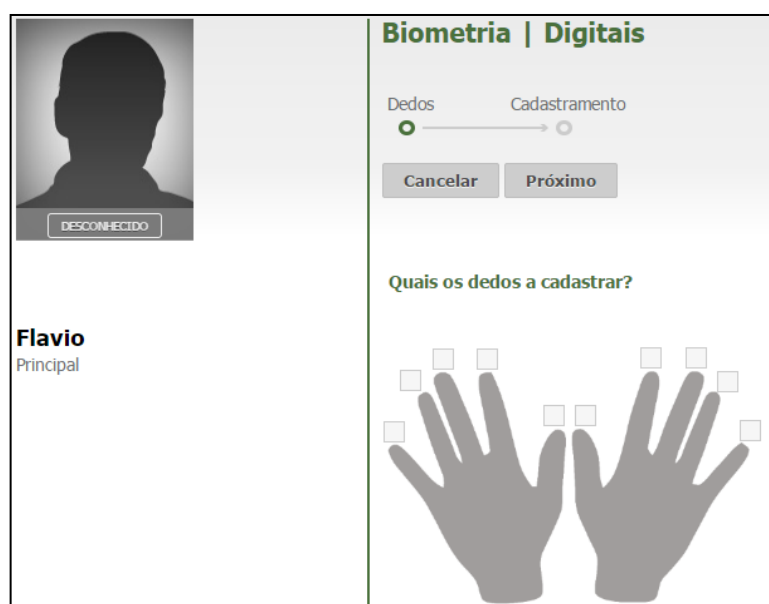 DESCONHECIDO
Flavio
Principal
Biometria | Digitais
Dedos Cadastramento
Cancelar Próximo
Quais os dedos a cadastrar?